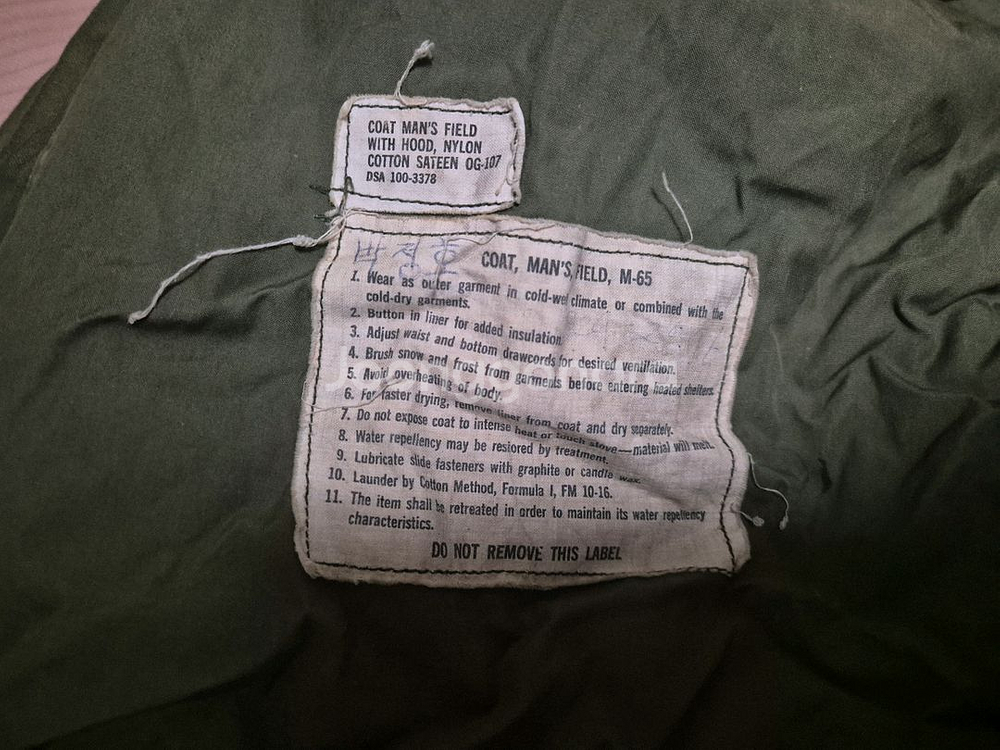 COAT MAN'S FIELD
WITH HOOD, NYLON
COTTON SATEEN OG-107
DSA 100-3378
COAT, MAN'S, FIELD, M-65
1. Wear as outer garment in cold-wet climate or combined with the
cold-dry garments.
2. Button in liner for added insulation
3. Adjust waist and bottom drawcords for desired ventilation.
4. Brush snow and frost from garments before entering heated shelters.
5. Avoid overheating of body.
6. For faster drying, remove liner from coat and dry separately.
7. Do not expose coat to intense heat or touch stove—material will melt.
8. Water repellency may be restored by treatment.
9. Lubricate slide fasteners with graphite or candle wax.
10. Launder by Cotton Method, Formula I, FM 10-16.
11. The item shall be retreated in order to maintain its water repellency
characteristics.
DO NOT REMOVE THIS LABEL